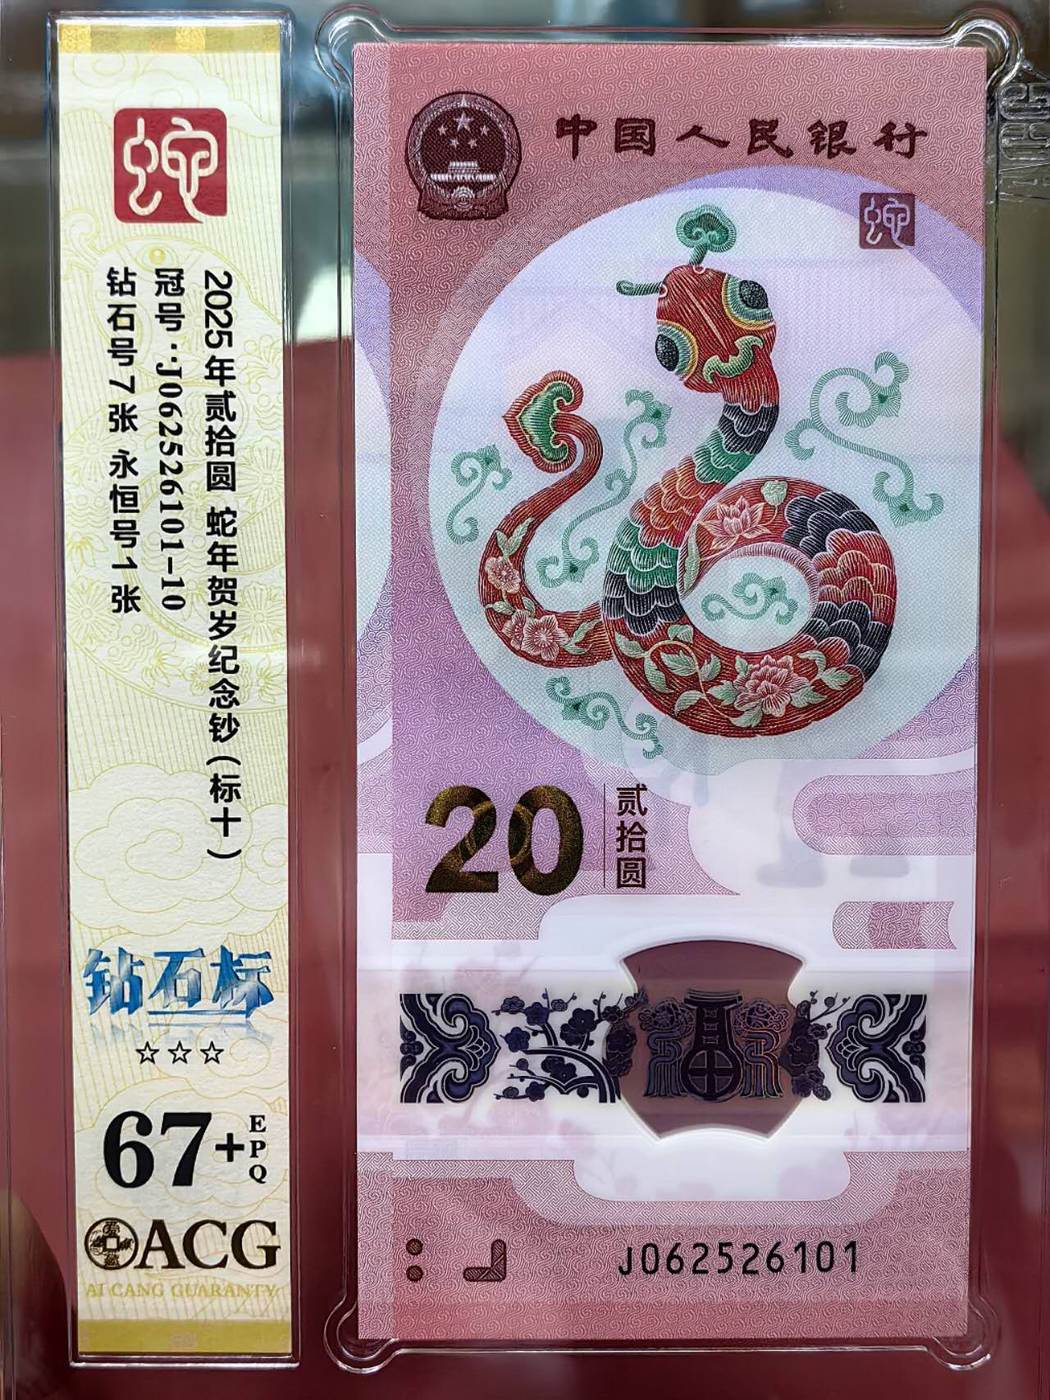 蛇
2025年贰拾圆 蛇年贺岁纪念钞(标十)
冠号:J062526101-10
钻石号7张 永恒号1张
钻石标
☆☆☆
67+
EPQ
ACG
AI CANG GUARANTY
中国人民银行
蛇
20
贰拾圆
J062526101